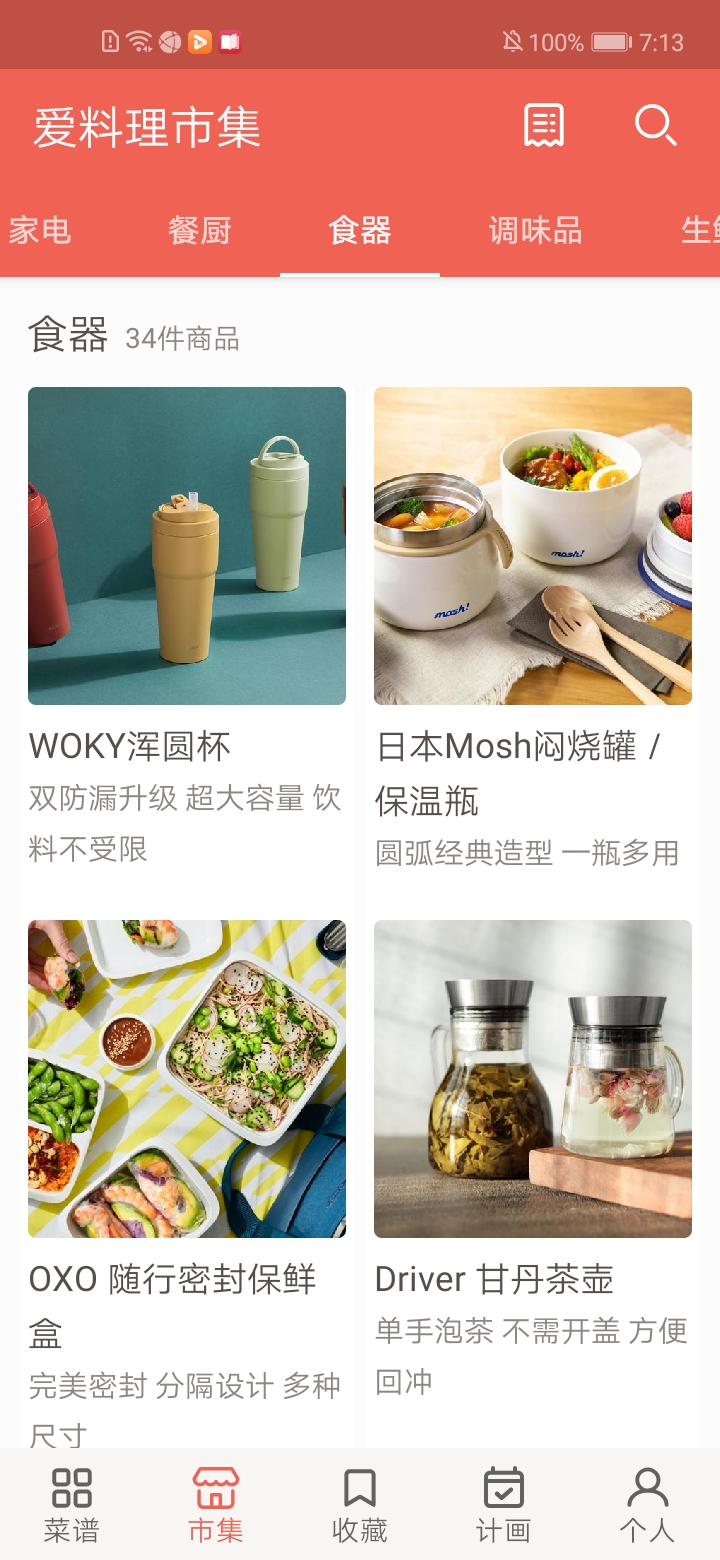 100% 7:13
爱料理市集
家电 餐厨 食器 调味品 生鲜
食器 34件商品
mosh!
mosh!
WOKY浑圆杯
双防漏升级 超大容量 饮
料不受限
日本Mosh闷烧罐 /
保温瓶
圆弧经典造型 一瓶多用
OXO 随行密封保鲜
盒
完美密封 分隔设计 多种
尺寸
Driver 甘丹茶壶
单手泡茶 不需开盖 方便
回冲
菜谱 市集 收藏 计画 个人